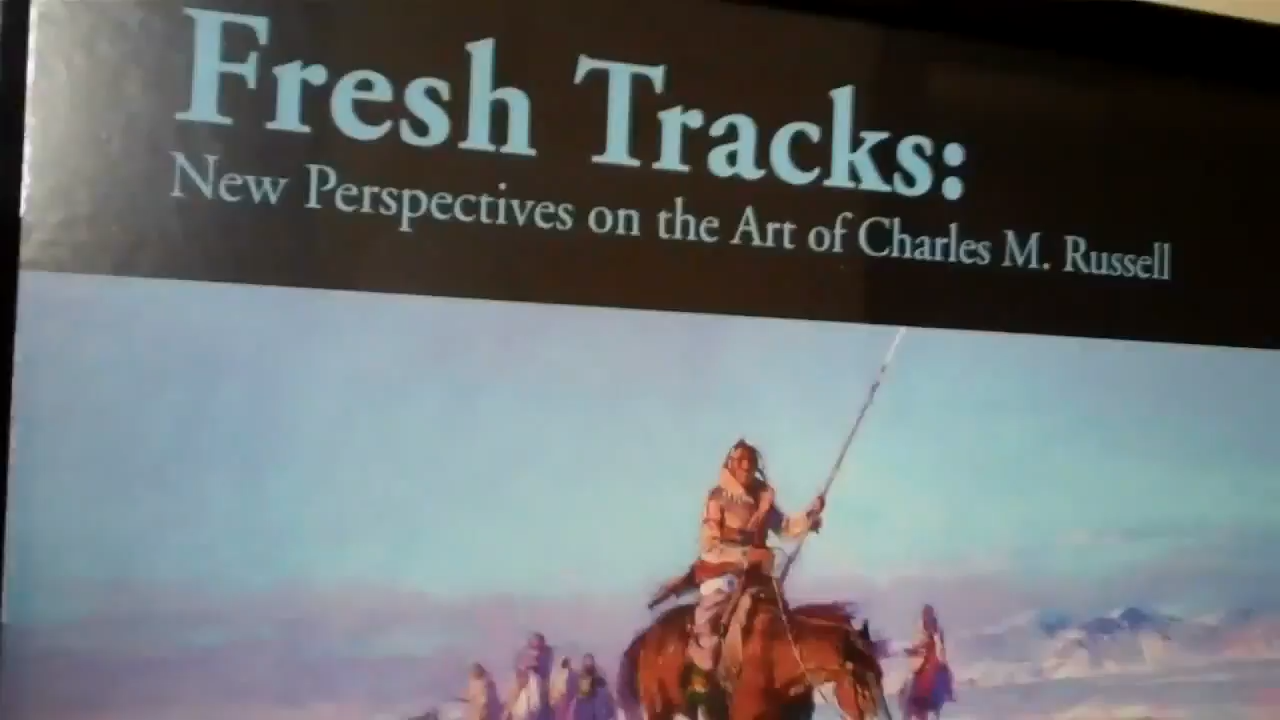 Fresh Tracks:
New Perspectives on the Art of Charles M. Russell